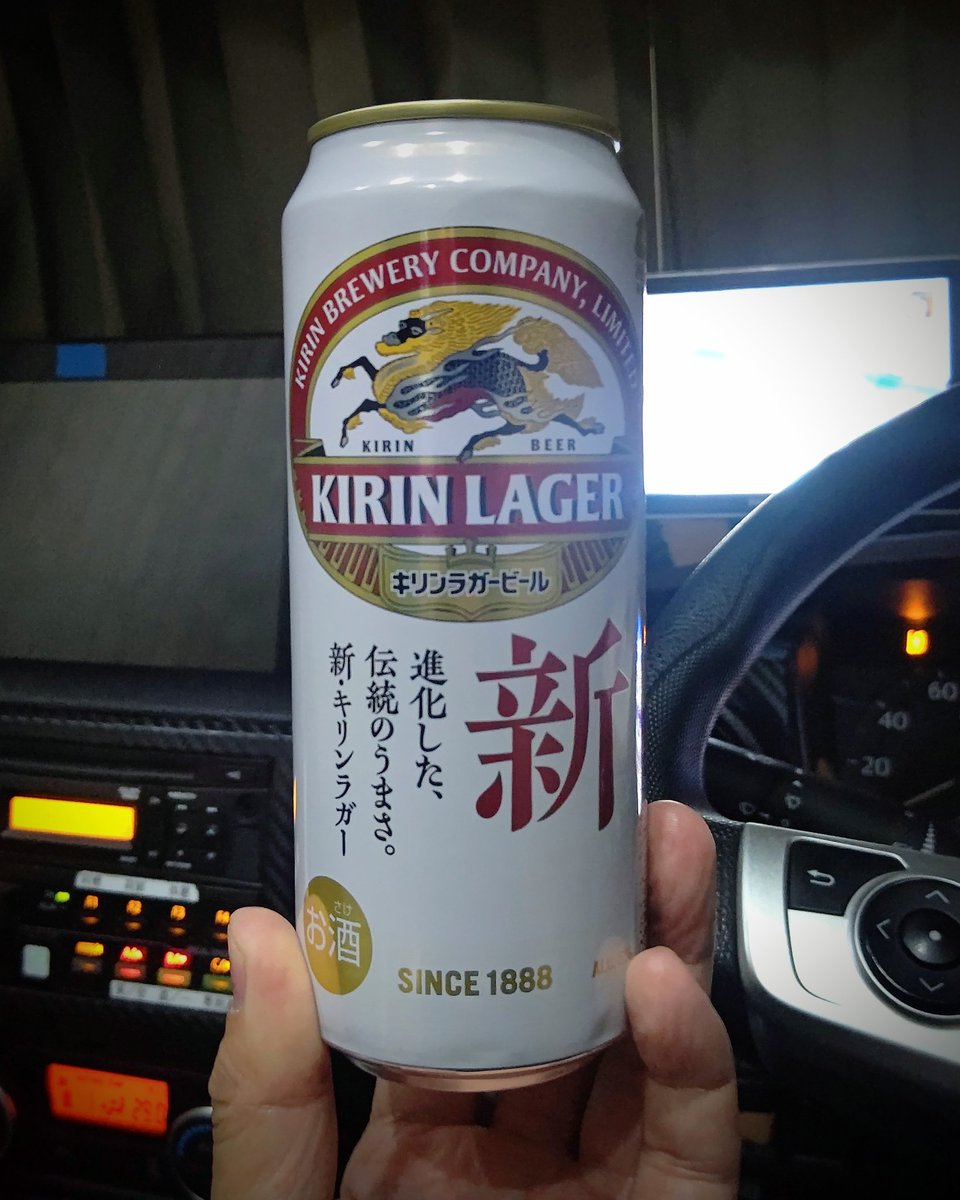 KIRIN BREWERY COMPANY, LIMITED
KIRIN BEER
KIRIN LAGER
キリンラガービール
新
進化した、
伝統のうまさ。
新・キリンラガー
さけ
お酒
SINCE 1888
60
40
20